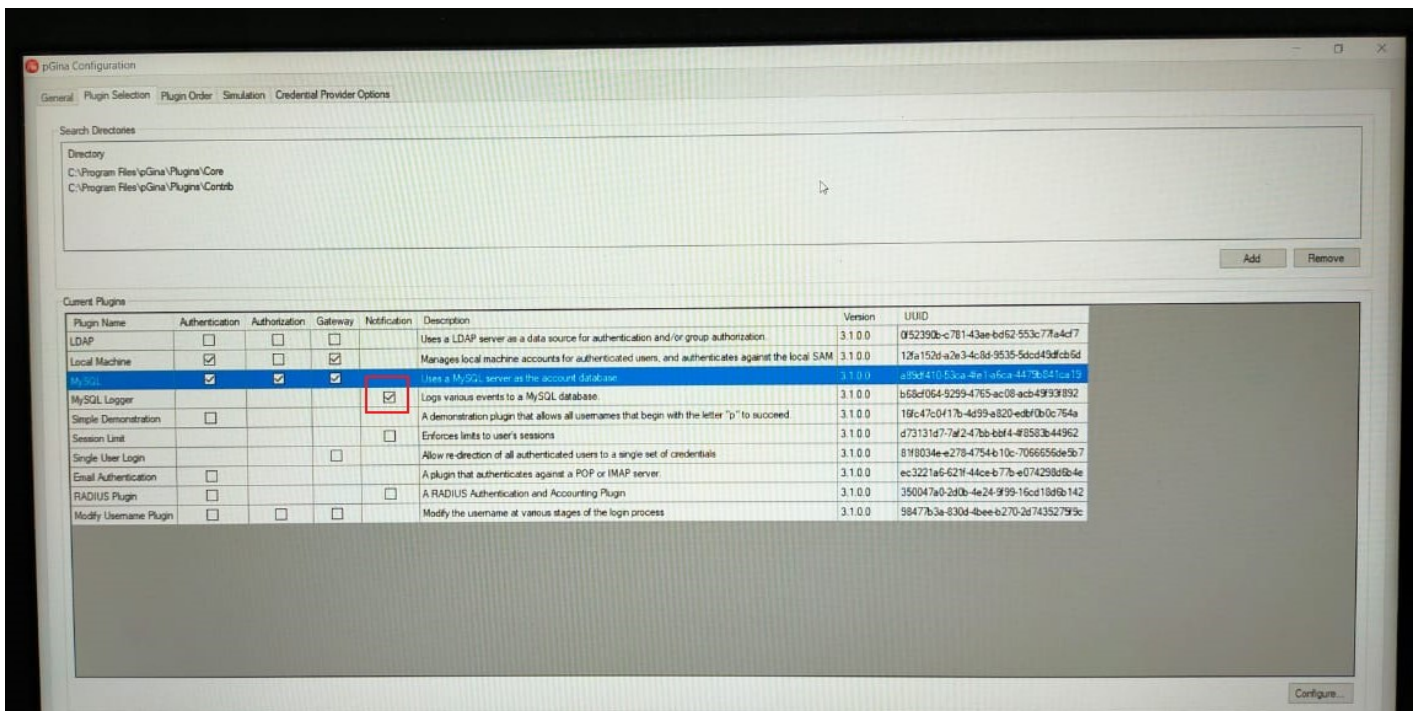 pGina Configuration
General Plugin Selection Plugin Order Simulation Credential Provider Options
Search Directories
Directory
C:\Program Files\pGina\Plugins\Core
C:\Program Files\pGina\Plugins\Contrib
Add Remove
Current Plugins
Plugin Name Authentication Authorization Gateway Notification Description Version UUID
LDAP Uses a LDAP server as a data source for authentication and/or group authorization. 3.1.0.0 0f52390b-c781-43ae-bd62-553c77fa4cf7
Local Machine Manages local machine accounts for authenticated users, and authenticates against the local SAM 3.1.0.0 12fa152d-a2e3-4c8d-9535-5dcd49dfcb6d
MySQL Uses a MySQL server as the account database. 3.1.0.0 a89df410-53ca-4fe1-a6ca-4479b841ca19
MySQL Logger Logs various events to a MySQL database. 3.1.0.0 b68cf064-9299-4765-ac08-acb49f93f892
Simple Demonstration A demonstration plugin that allows all usernames that begin with the letter "p" to succeed. 3.1.0.0 16fc47c0-f17b-4d99-a820-edbf0b0c764a
Session Limit Enforces limits to user's sessions 3.1.0.0 d73131d7-7af2-47bb-bbf4-4f8583b44962
Single User Login Allow re-direction of all authenticated users to a single set of credentials 3.1.0.0 81f8034e-e278-4754-b10c-7066656de5b7
Email Authentication A plugin that authenticates against a POP or IMAP server. 3.1.0.0 ec3221a6-621f-44ce-b77b-e074298d6b4e
RADIUS Plugin A RADIUS Authentication and Accounting Plugin 3.1.0.0 350047a0-2d0b-4e24-9f99-16cd18d6b142
Modify Username Plugin Modify the username at various stages of the login process 3.1.0.0 98477b3a-830d-4bee-b270-2d7435275f9c
Configure...